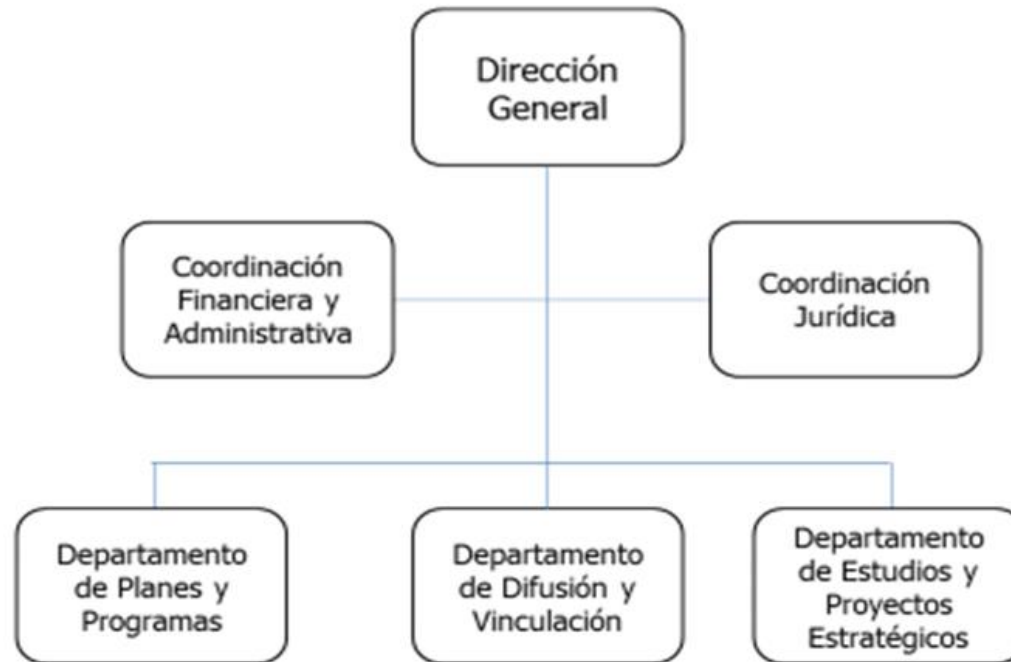 Dirección
General
Coordinación
Financiera y
Administrativa
Coordinación
Jurídica
Departamento
de Planes y
Programas
Departamento
de Difusión y
Vinculación
Departamento
de Estudios y
Proyectos
Estratégicos